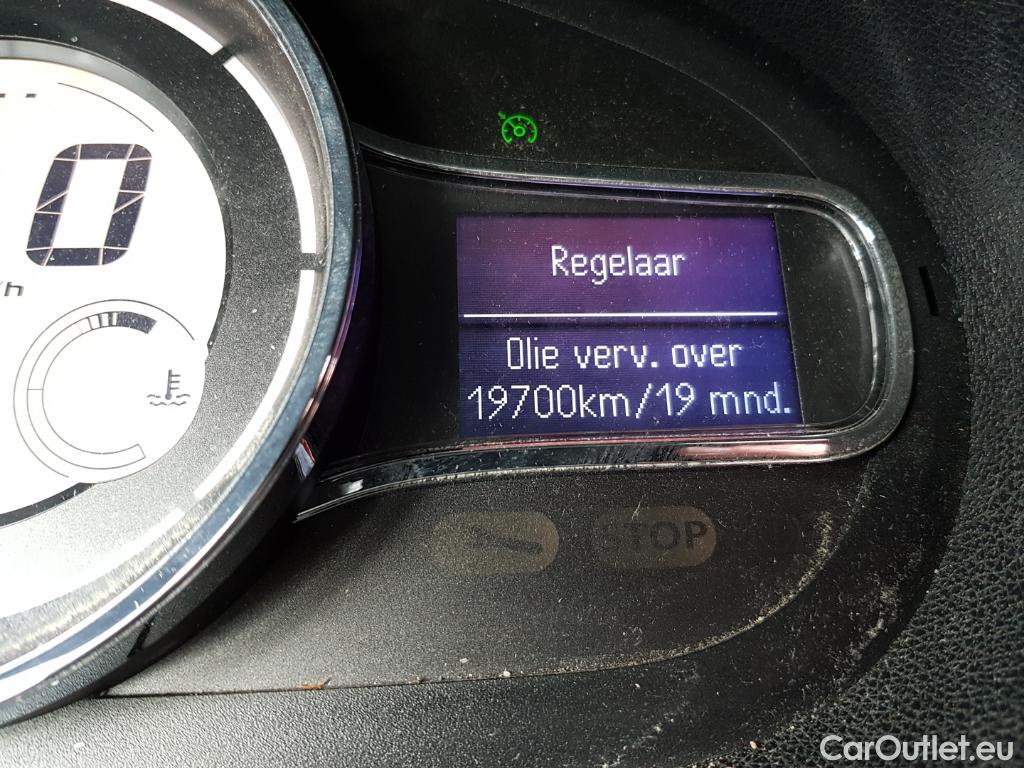 0
/h
Regelaar
Olie verv. over
19700km/19 mnd.
STOP
CarOutlet.eu